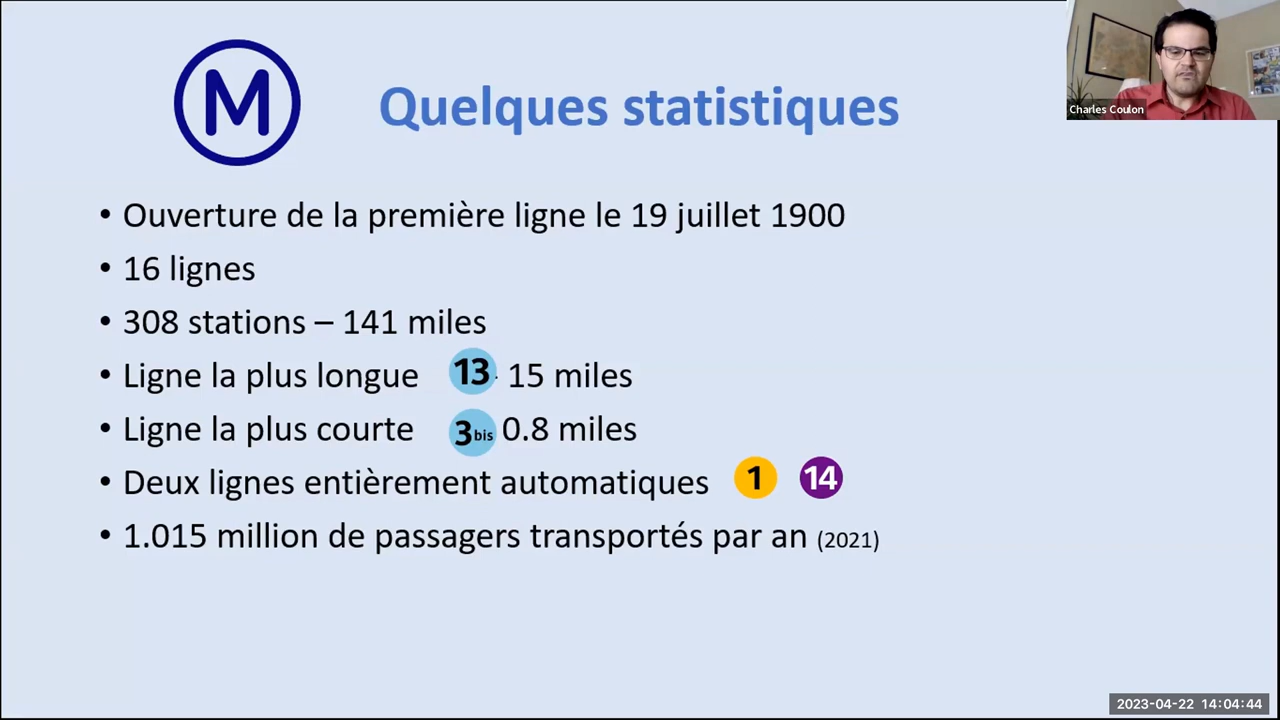 M
Quelques statistiques
Charles Coulon
• Ouverture de la première ligne le 19 juillet 1900
• 16 lignes
• 308 stations – 141 miles
• Ligne la plus longue 13 - 15 miles
• Ligne la plus courte 3bis 0.8 miles
• Deux lignes entièrement automatiques 1 14
• 1.015 million de passagers transportés par an (2021)
2023-04-22 14:04:44